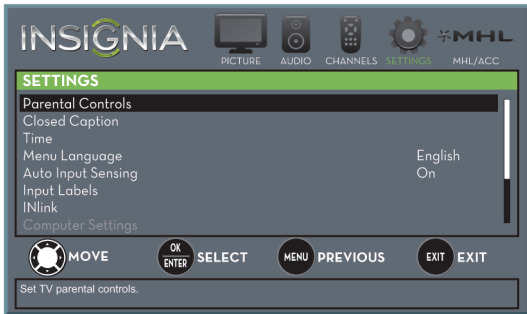 INSIGNIA
PICTURE AUDIO CHANNELS SETTINGS MHL MHL/ACC
SETTINGS
Parental Controls
Closed Caption
Time
Menu Language English
Auto Input Sensing On
Input Labels
INlink
Computer Settings
MOVE OK ENTER SELECT MENU PREVIOUS EXIT EXIT
Set TV parental controls.